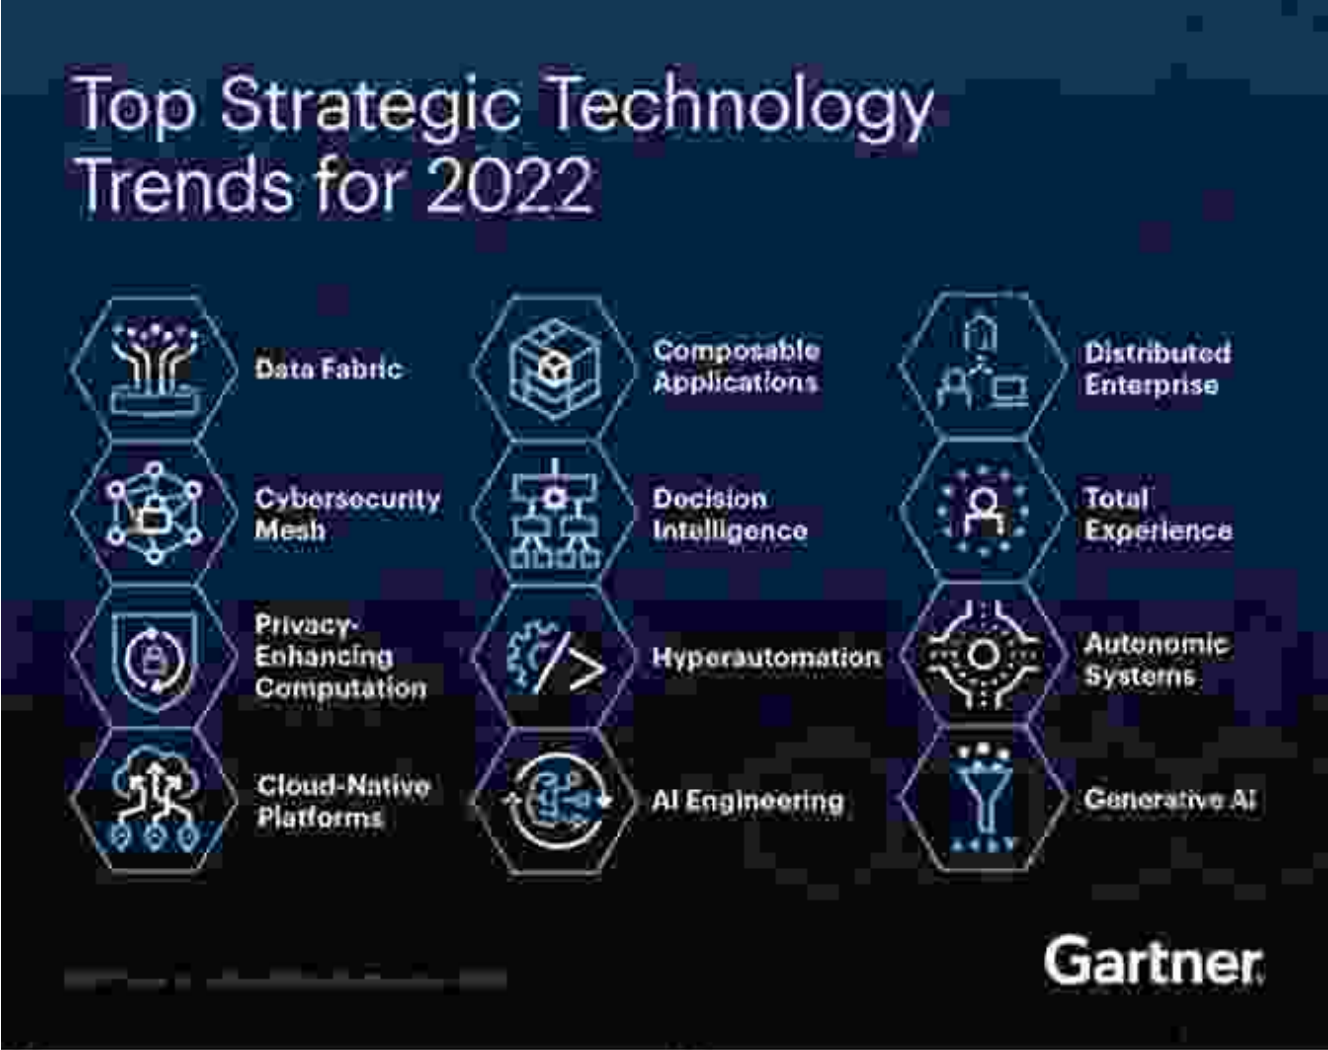 Top Strategic Technology
Trends for 2022
Data Fabric
Cybersecurity
Mesh
Privacy-
Enhancing
Computation
Cloud-Native
Platforms
Composable
Applications
Decision
Intelligence
Hyperautomation
AI Engineering
Distributed
Enterprise
Total
Experience
Autonomic
Systems
Generative AI
Gartner